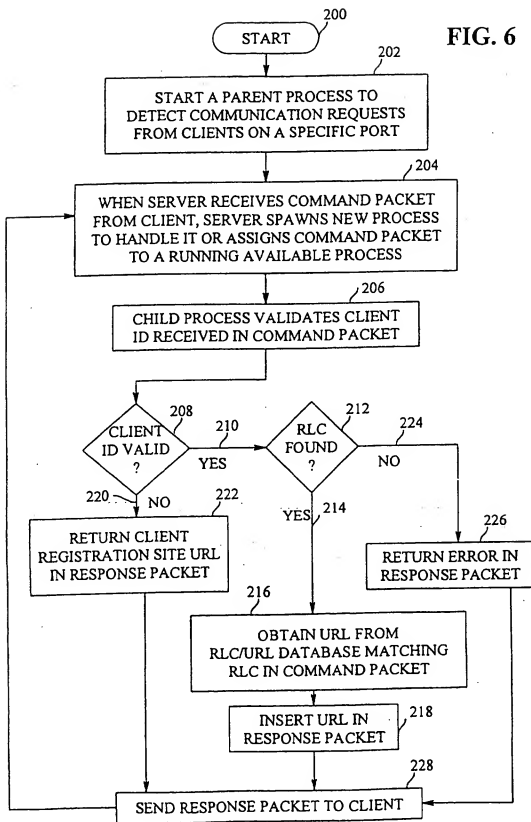 FIG. 6
200
START
202
START A PARENT PROCESS TO
DETECT COMMUNICATION REQUESTS
FROM CLIENTS ON A SPECIFIC PORT
204
WHEN SERVER RECEIVES COMMAND PACKET
FROM CLIENT, SERVER SPAWNS NEW PROCESS
TO HANDLE IT OR ASSIGNS COMMAND PACKET
TO A RUNNING AVAILABLE PROCESS
206
CHILD PROCESS VALIDATES CLIENT
ID RECEIVED IN COMMAND PACKET
208
CLIENT
ID VALID
?
210
YES
212
RLC
FOUND
?
224
NO
220
NO
YES
214
222
RETURN CLIENT
REGISTRATION SITE URL
IN RESPONSE PACKET
226
RETURN ERROR IN
RESPONSE PACKET
216
OBTAIN URL FROM
RLC/URL DATABASE MATCHING
RLC IN COMMAND PACKET
INSERT URL IN
RESPONSE PACKET
218
228
SEND RESPONSE PACKET TO CLIENT